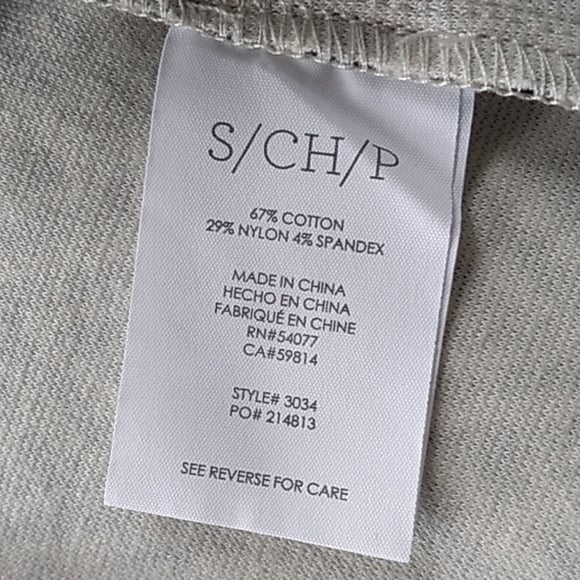 S/CH/P
67% COTTON
29% NYLON 4% SPANDEX
MADE IN CHINA
HECHO EN CHINA
FABRIQUÉ EN CHINE
RN#54077
CA#59814
STYLE# 3034
PO# 214813
SEE REVERSE FOR CARE